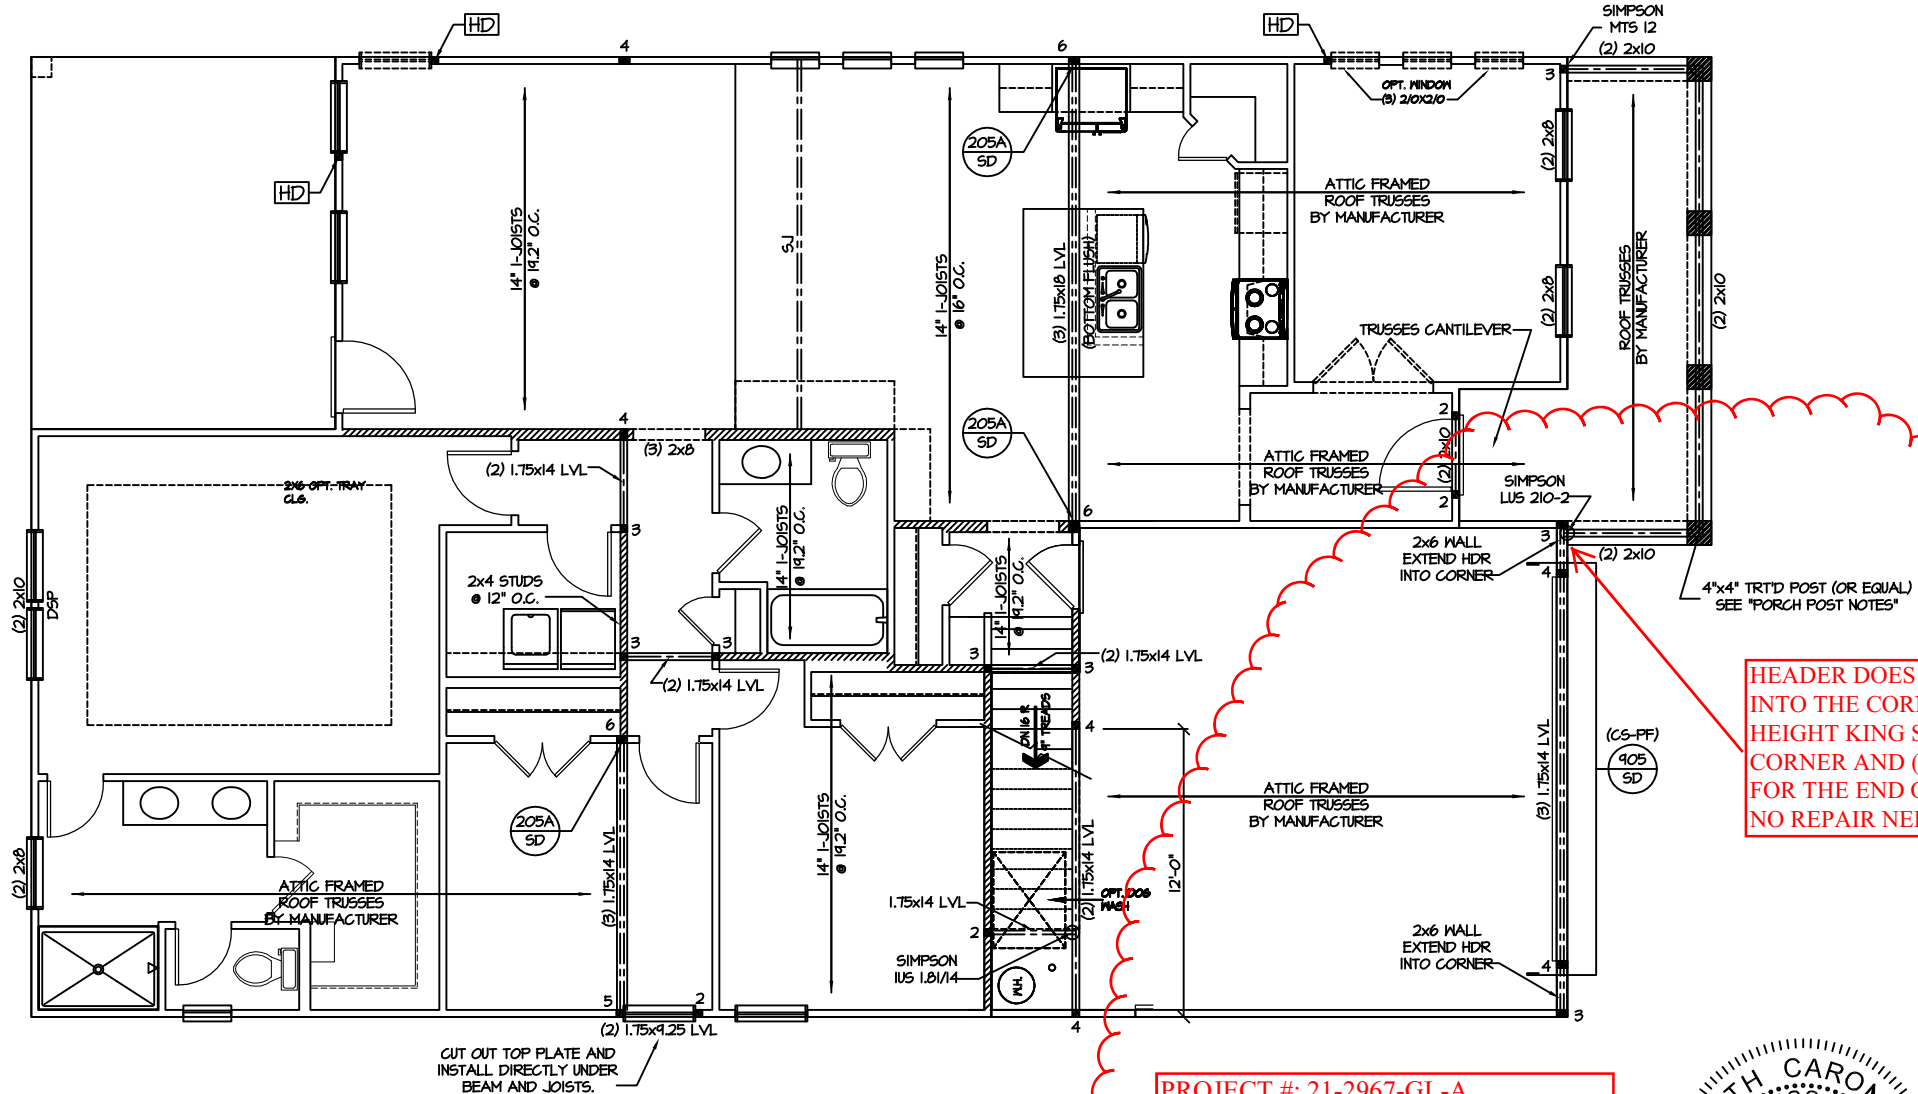 HD
4
6
HD
SIMPSON
MTS 12
(2) 2x10
3
OPT. WINDOW
(3) 2/0X2/0
205A
SD
HD
14" I-JOISTS
@ 19.2" O.C.
SJ
14" I-JOISTS
@ 16" O.C.
(3) 1.75x18 LVL
(BOTTOM FLUSH)
ATTIC FRAMED
ROOF TRUSSES
BY MANUFACTURER
(2) 2x8
(2) 2x8
ROOF TRUSSES
BY MANUFACTURER
(2) 2x10
TRUSSES CANTILEVER
4
(3) 2x8
205A
SD
2
(2) 2x10
2
ATTIC FRAMED
ROOF TRUSSES
BY MANUFACTURER
SIMPSON
LUS 210-2
(2) 1.75x14 LVL
2X6 OPT. TRAY
CLG.
3
6
14" I-JOISTS
@ 19.2" O.C.
14" I-JOISTS
@ 19.2" O.C.
2x6 WALL
EXTEND HDR
INTO CORNER
3
4
(2) 2x10
4"x4" TRT'D POST (OR EQUAL)
SEE "PORCH POST NOTES"
(2) 2x10
DSP
2x4 STUDS
@ 12" O.C.
3
3
(2) 1.75x14 LVL
3
3
(2) 1.75x14 LVL
HEADER DOES
INTO THE
HEIGHT KING
CORNER AND
FOR THE END
NO REPAIR
6
DN 16 R
9" TREADS
4
(3) 1.75x14 LVL
(CS-PF)
905
SD
205A
SD
(3) 1.75x14 LVL
14" I-JOISTS
@ 19.2" O.C.
ATTIC FRAMED
ROOF TRUSSES
BY MANUFACTURER
(2) 1.75x14 LVL
12'-0"
(2) 2x8
ATTIC FRAMED
ROOF TRUSSES
BY MANUFACTURER
1.75x14 LVL
OPT. DOG
WASH
2
SIMPSON
IUS 1.81/14
W.H.
2x6 WALL
EXTEND HDR
INTO CORNER
4
3
5
2
(2) 1.75x9.25 LVL
4
CUT OUT TOP PLATE AND
INSTALL DIRECTLY UNDER
BEAM AND JOISTS.
PROJECT #: 21-2967-GL-A